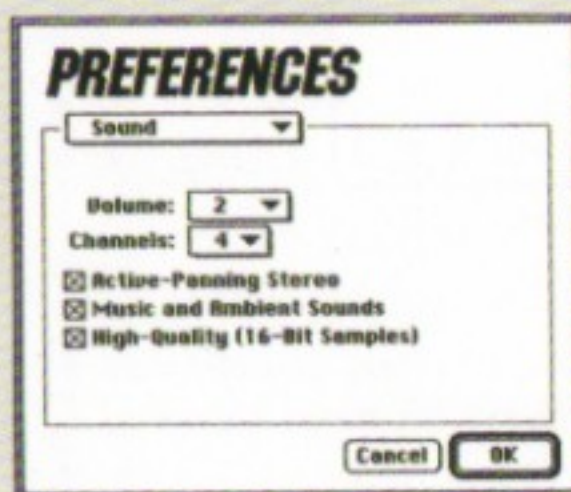 PREFERENCES
Sound
Volume: 2
Channels: 4
Active-Panning Stereo
Music and Ambient Sounds
High-Quality (16-Bit Samples)
Cancel OK